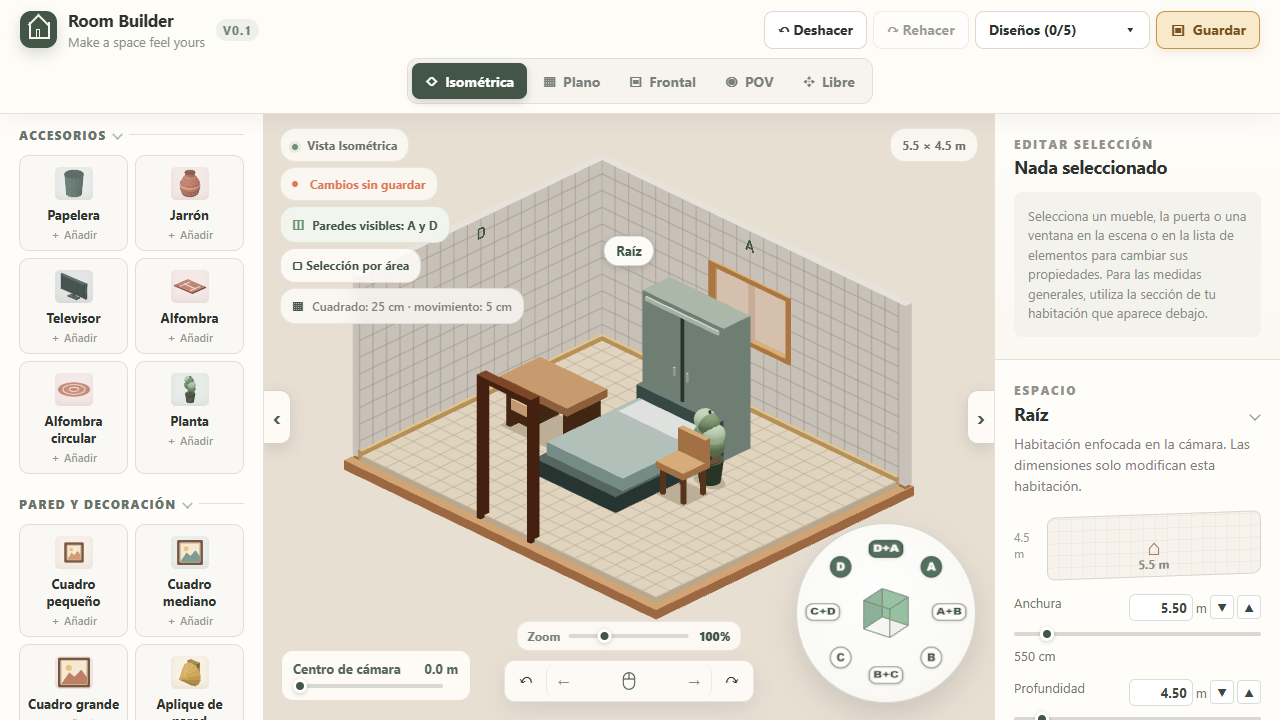 Room Builder
Make a space feel yours
V0.1
Deshacer
Rehacer
Diseños (0/5)
Guardar
Isométrica
Plano
Frontal
POV
Libre
ACCESORIOS
Papelera
+ Añadir
Jarrón
+ Añadir
Televisor
+ Añadir
Alfombra
+ Añadir
Alfombra
circular
+ Añadir
Planta
+ Añadir
PARED Y DECORACIÓN
Cuadro
pequeño
+ Añadir
Cuadro
mediano
+ Añadir
Cuadro grande
Aplique de
pared
Vista Isométrica
Cambios sin guardar
Paredes visibles: A y D
Selección por área
Cuadrado: 25 cm · movimiento: 5 cm
5.5 × 4.5 m
D
A
Raíz
D+A
D
A
C+D
A+B
C
B
B+C
Zoom
100%
Centro de cámara
0.0 m
EDITAR SELECCIÓN
Nada seleccionado
Selecciona un mueble, la puerta o una
ventana en la escena o en la lista de
elementos para cambiar sus
propiedades. Para las medidas
generales, utiliza la sección de tu
habitación que aparece debajo.
ESPACIO
Raíz
Habitación enfocada en la cámara. Las
dimensiones solo modifican esta
habitación.
4.5
m
5.5 m
Anchura
5.50 m
550 cm
Profundidad
4.50 m